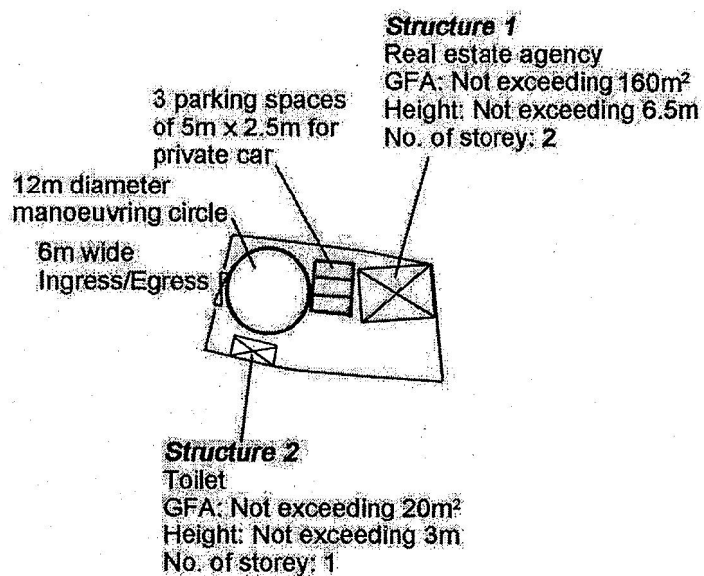 Structure 1
Real estate agency
GFA: Not exceeding 160m²
Height: Not exceeding 6.5m
No. of storey: 2
3 parking spaces
of 5m x 2.5m for
private car
12m diameter
manoeuvring circle
6m wide
Ingress/Egress
Structure 2
Toilet
GFA: Not exceeding 20m²
Height: Not exceeding 3m
No. of storey: 1